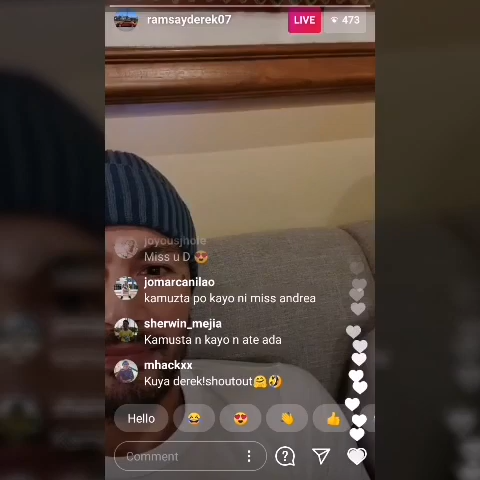 ramsayderek07
LIVE
473
joyousjhoie
Miss u D 😍
jomarcanilao
kamuzta po kayo ni miss andrea
sherwin_mejia
Kamusta n kayo n ate ada
mhackxx
Kuya derek!shoutout🤗🤣
Hello
Comment